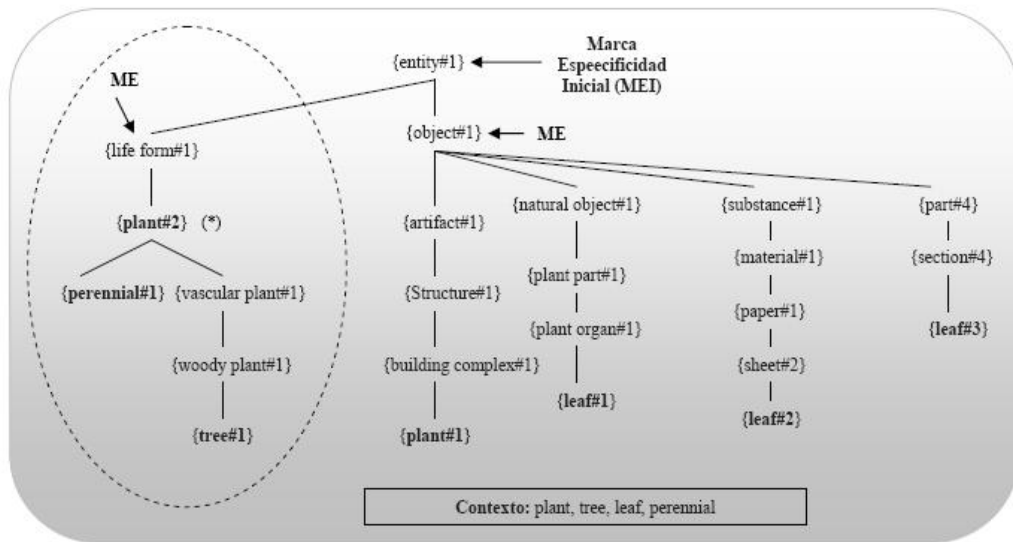 Marca
Espeecificidad
Inicial (MEI)
{entity#1}
ME
{object#1}
ME
{life form#1}
{plant#2} (*)
{artifact#1}
{natural object#1}
{substance#1}
{part#4}
{perennial#1}
{vascular plant#1}
{Structure#1}
{plant part#1}
{material#1}
{section#4}
{woody plant#1}
{building complex#1}
{plant organ#1}
{paper#1}
{leaf#3}
{tree#1}
{plant#1}
{leaf#1}
{sheet#2}
{leaf#2}
Contexto: plant, tree, leaf, perennial